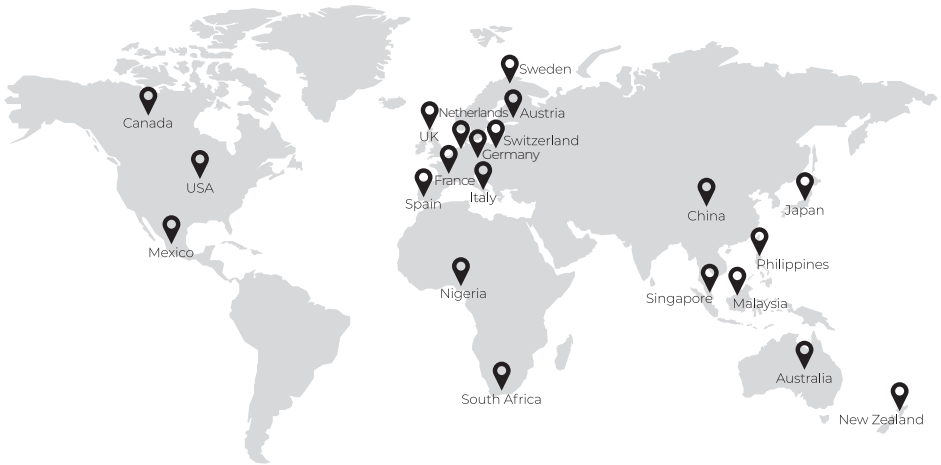 Sweden
Canada
Netherlands
Austria
UK
Switzerland
Germany
France
USA
Italy
Spain
Japan
China
Mexico
Philippines
Nigeria
Singapore
Malaysia
Australia
South Africa
New Zealand